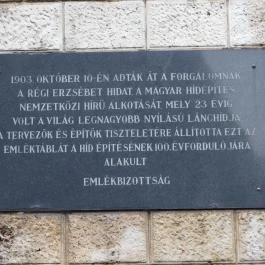 1903. OKTÓBER 10-ÉN ADTÁK ÁT A FORGALOMNAK
A RÉGI ERZSÉBET HIDAT, A MAGYAR HÍDÉPÍTÉS
NEMZETKÖZI HÍRŰ ALKOTÁSÁT, MELY 23 ÉVIG
VOLT A VILÁG LEGNAGYOBB NYÍLÁSÚ LÁNCHÍDJA.
A TERVEZŐK ÉS ÉPÍTŐK TISZTELETÉRE ÁLLÍTOTTA EZT AZ
EMLÉKTÁBLÁT A HÍD ÉPÍTÉSÉNEK 100. ÉVFORDULÓJÁRA
ALAKULT
EMLÉKBIZOTTSÁG